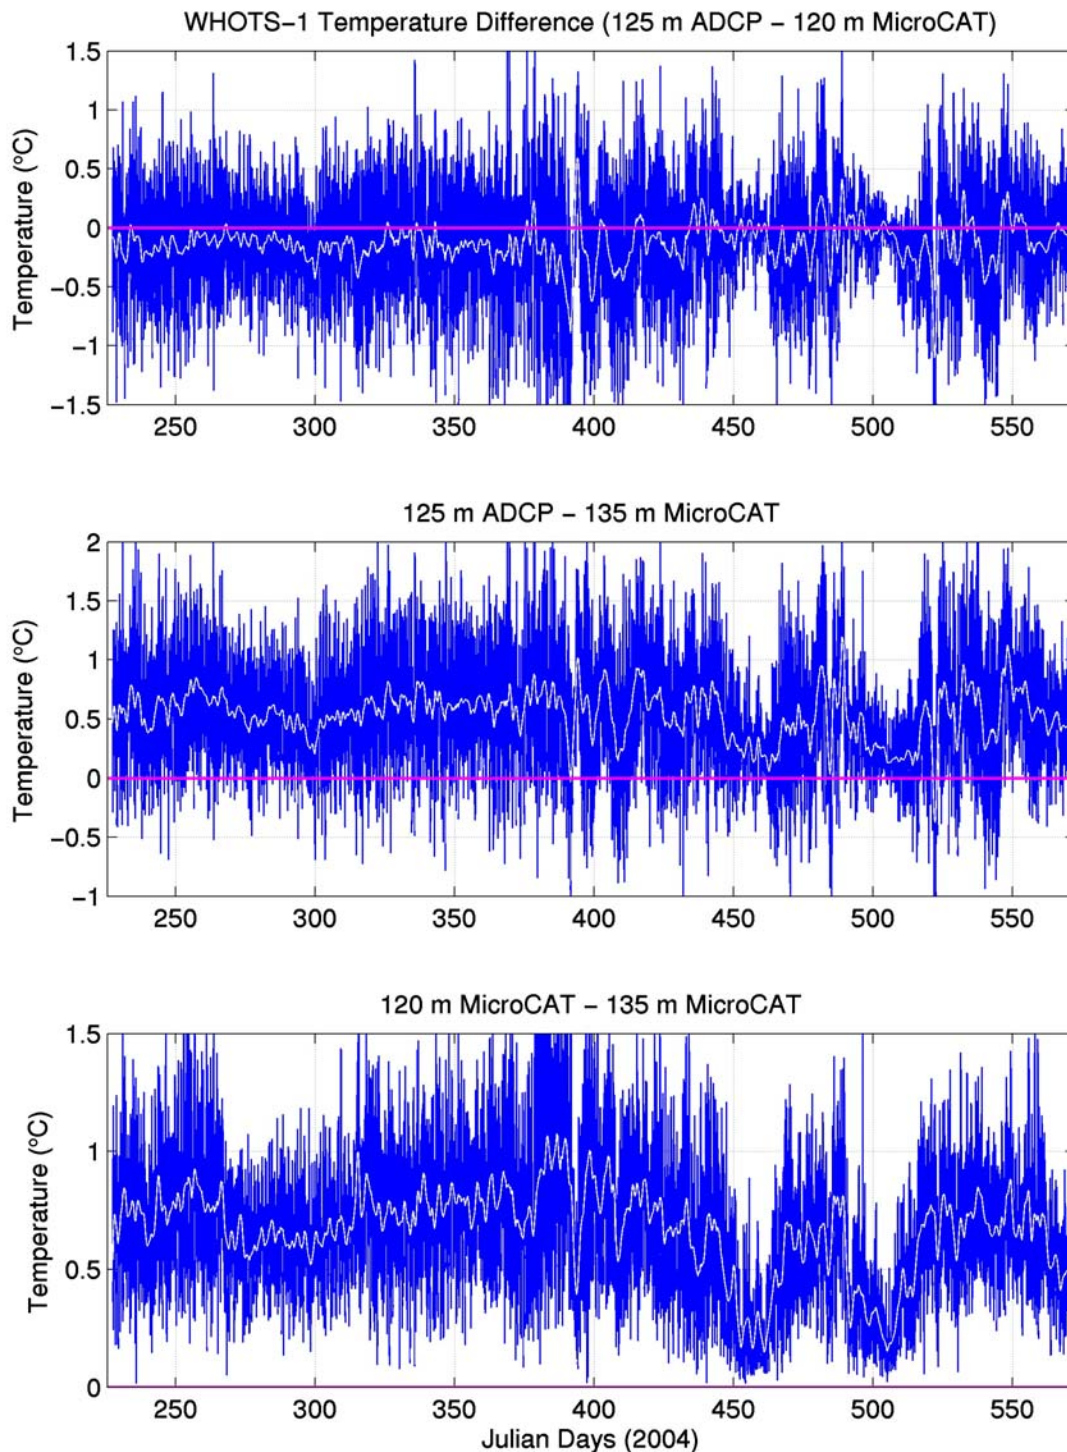 WHOTS−1 Temperature Difference (125 m ADCP − 120 m MicroCAT)
1.5
1
0.5
0
−0.5
−1
−1.5
Temperature (°C)
250 300 350 400 450 500 550
125 m ADCP − 135 m MicroCAT
2
1.5
1
0.5
0
−0.5
−1
Temperature (°C)
250 300 350 400 450 500 550
120 m MicroCAT − 135 m MicroCAT
1.5
1
0.5
0
Temperature (°C)
250 300 350 400 450 500 550
Julian Days (2004)